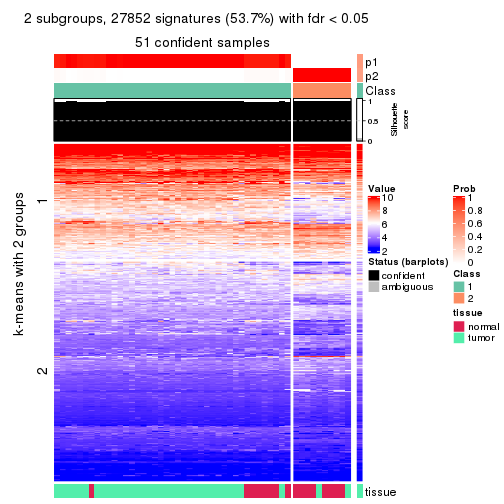 2 subgroups, 27852 signatures (53.7%) with fdr < 0.05
51 confident samples
p1
p2
Class
1
0.5
0
Silhouette
score
k-means with 2 groups
1
2
Value
10
8
6
4
2
Status (barplots)
confident
ambiguous
Prob
1
0.8
0.6
0.4
0.2
0
Class
1
2
tissue
normal
tumor
tissue